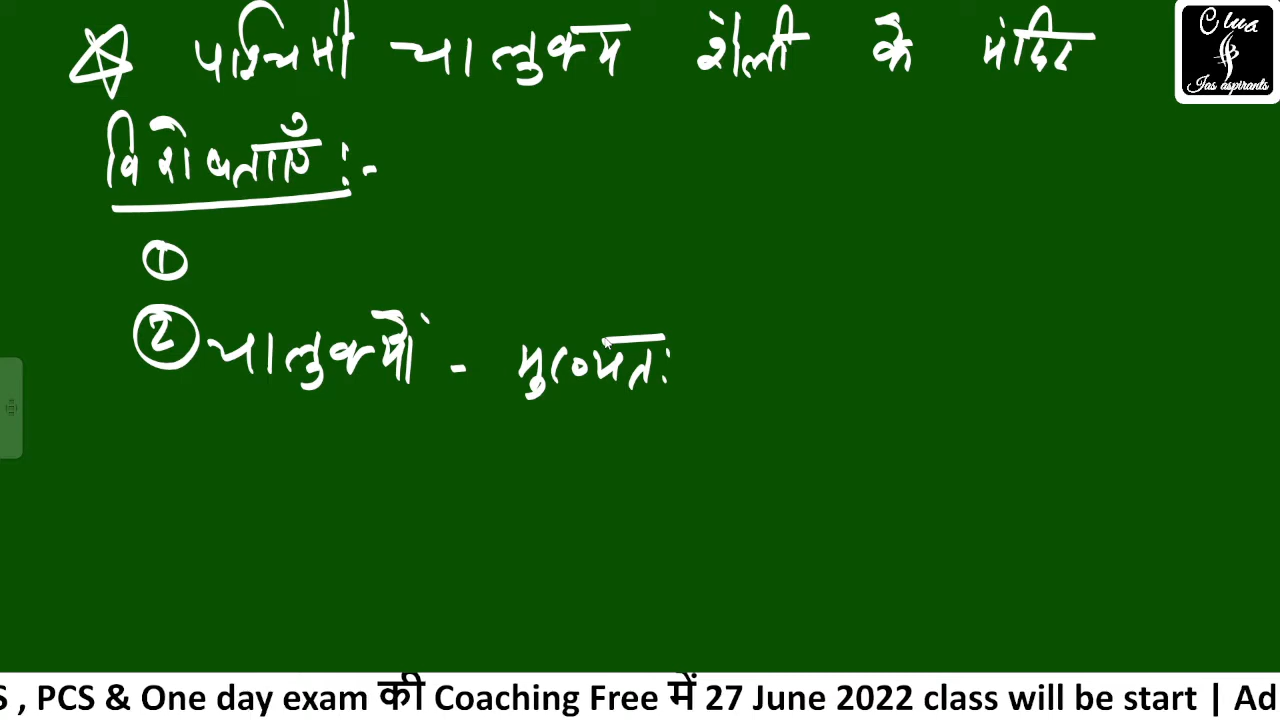 पश्चिमी चालुक्य शैली के मंदिर
विशेषताएँ :-
①
② चालुक्यों - मुख्यतः
Clue
Ias aspirants
S , PCS & One day exam की Coaching Free में 27 June 2022 class will be start | Ad